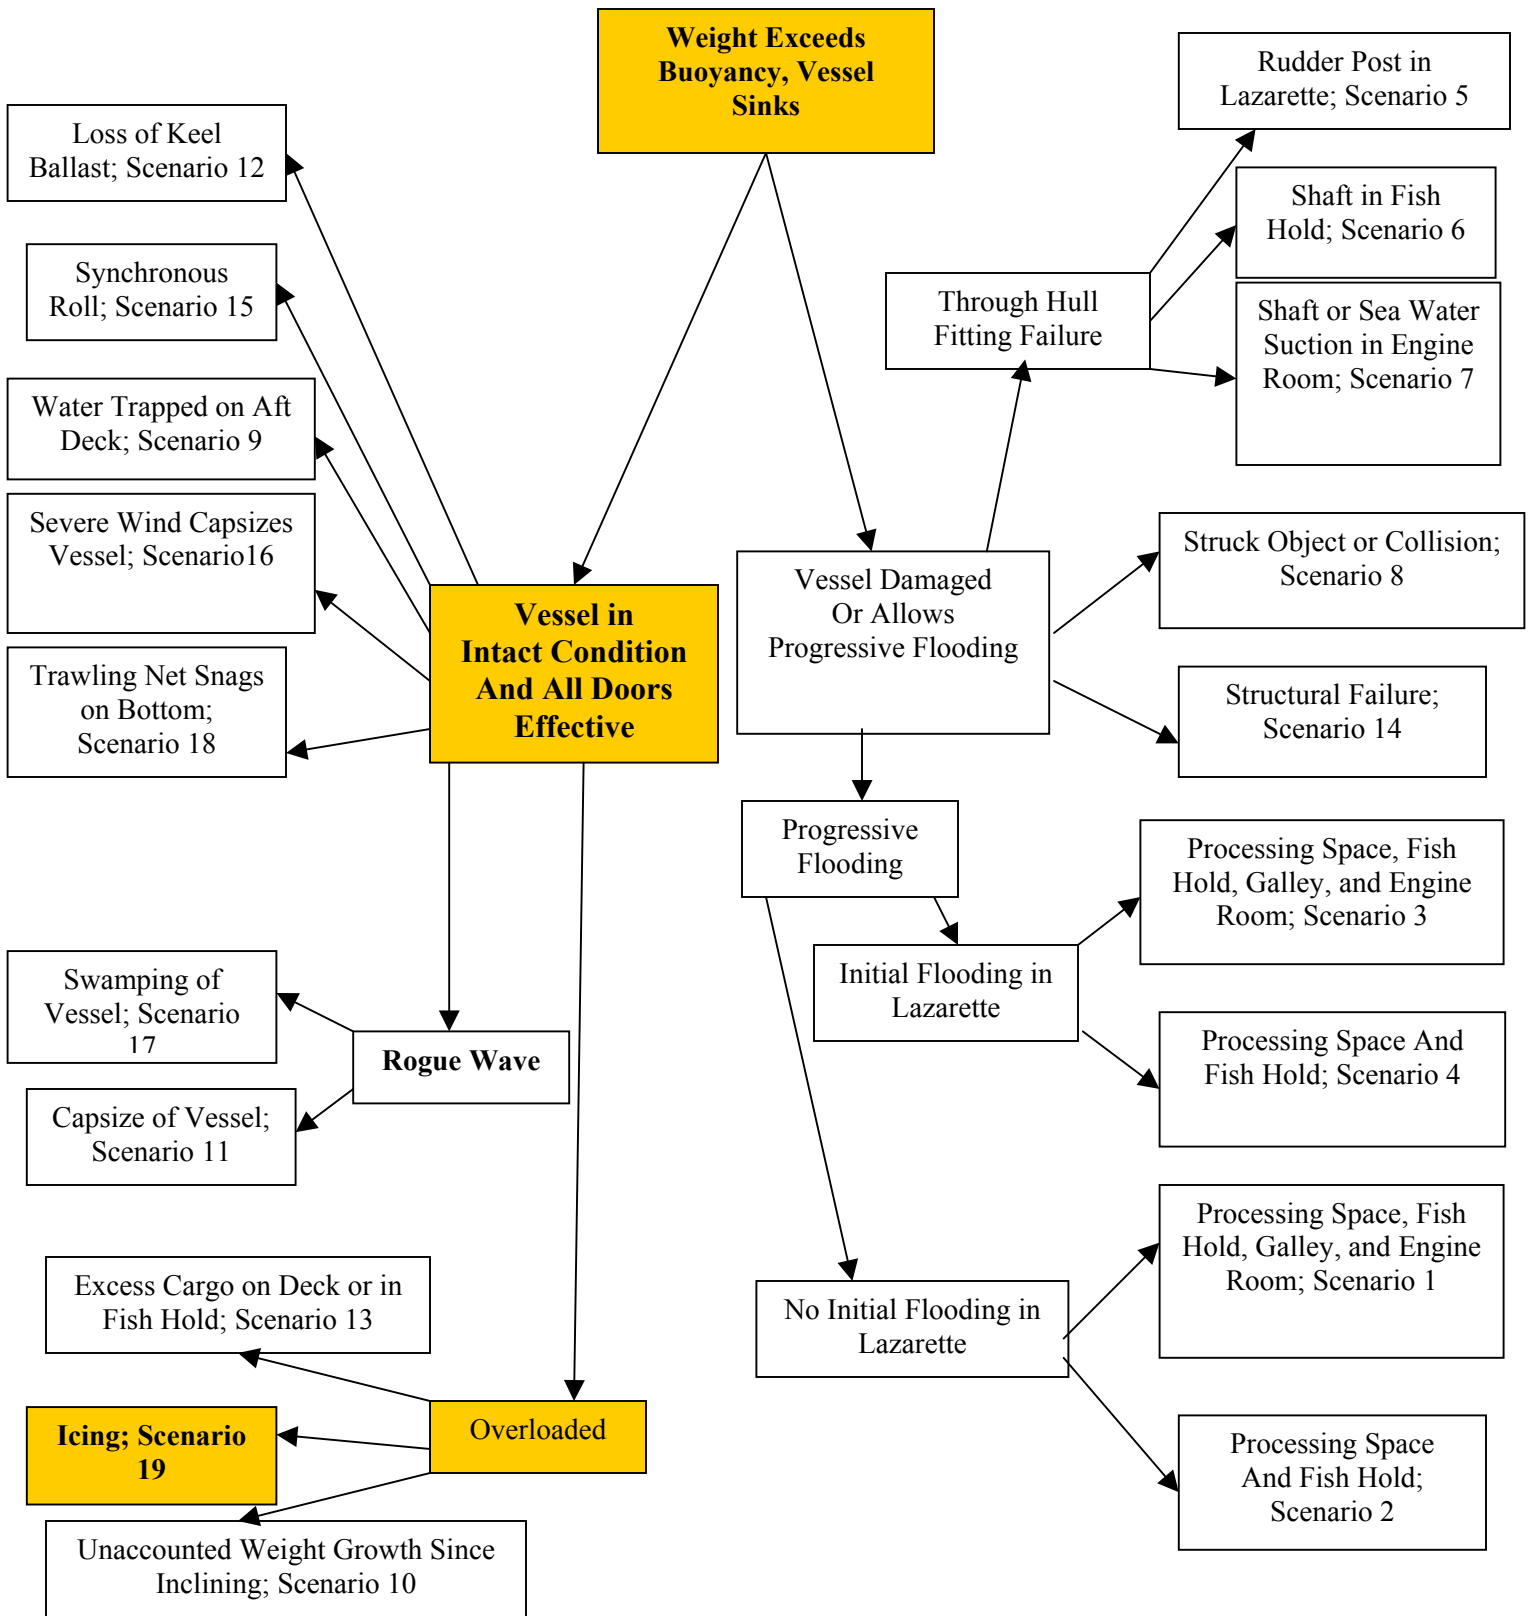 Weight Exceeds
Buoyancy, Vessel
Sinks
Rudder Post in
Lazarette; Scenario 5
Loss of Keel
Ballast; Scenario 12
Shaft in Fish
Hold; Scenario 6
Synchronous
Roll; Scenario 15
Through Hull
Fitting Failure
Shaft or Sea Water
Suction in Engine
Room; Scenario 7
Water Trapped on Aft
Deck; Scenario 9
Severe Wind Capsizes
Vessel; Scenario16
Struck Object or Collision;
Scenario 8
Vessel Damaged
Or Allows
Progressive Flooding
Vessel in
Intact Condition
And All Doors
Effective
Trawling Net Snags
on Bottom;
Scenario 18
Structural Failure;
Scenario 14
Progressive
Flooding
Processing Space, Fish
Hold, Galley, and Engine
Room; Scenario 3
Initial Flooding in
Lazarette
Swamping of
Vessel; Scenario
17
Rogue Wave
Processing Space And
Fish Hold; Scenario 4
Capsize of Vessel;
Scenario 11
Processing Space, Fish
Hold, Galley, and Engine
Room; Scenario 1
Excess Cargo on Deck or in
Fish Hold; Scenario 13
No Initial Flooding in
Lazarette
Icing; Scenario
19
Overloaded
Processing Space
And Fish Hold;
Scenario 2
Unaccounted Weight Growth Since
Inclining; Scenario 10